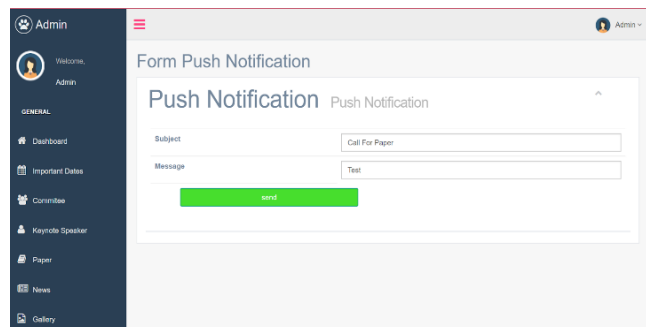 Admin
Admin
Welcome,
Admin
GENERAL
Dashboard
Important Dates
Commitee
Keynote Speaker
Paper
News
Gallery
Form Push Notification
Push Notification Push Notification
Subject
Call For Paper
Message
Test
send